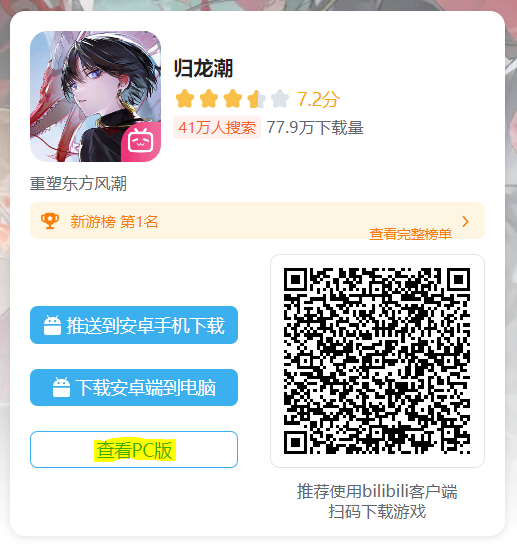 归龙潮
7.2分
41万人搜索 77.9万下载量
重塑东方风潮
新游榜 第1名
查看完整榜单
推送到安卓手机下载
下载安卓端到电脑
查看PC版
推荐使用bilibili客户端
扫码下载游戏